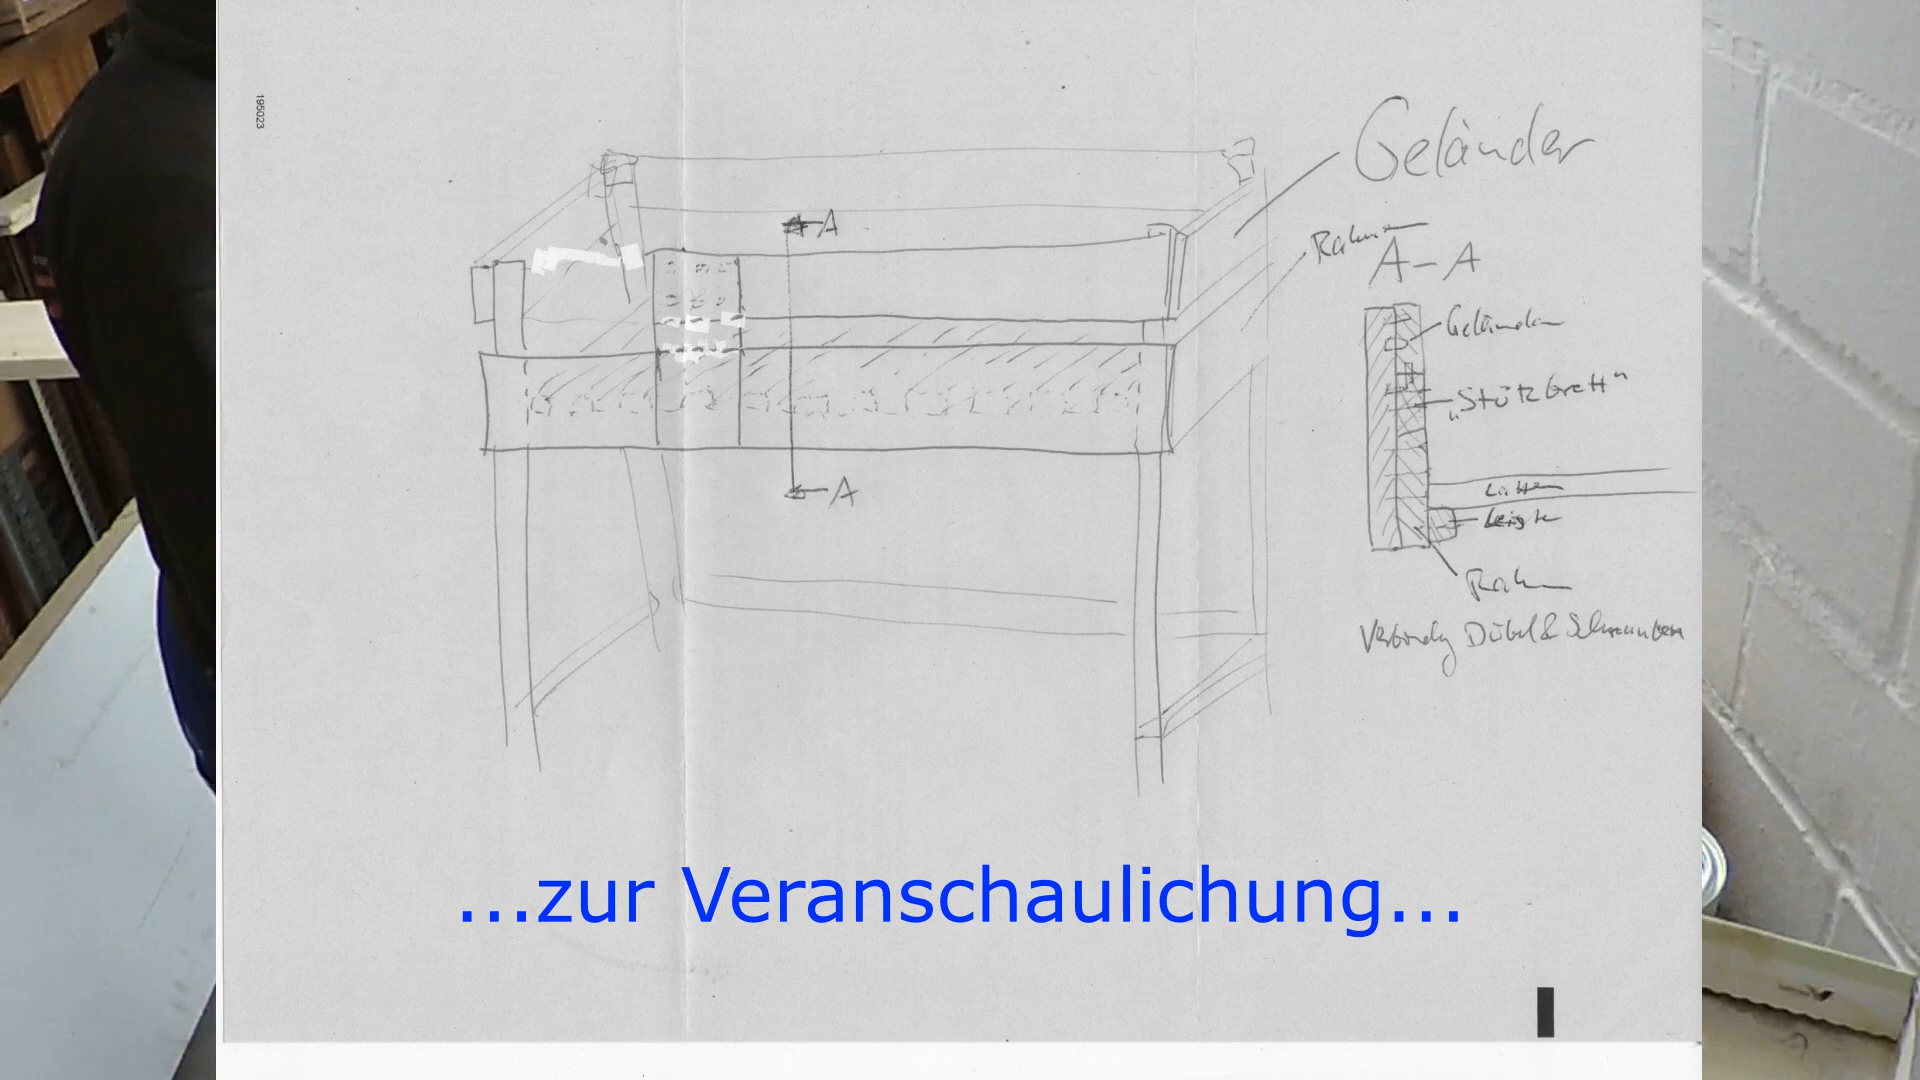 195023
Geländer
Rahmen
A
A-A
Geländer
"Stützbrett"
A
Latten
Leiste
Rahmen
Verbindung Dübel & Schrauben
...zur Veranschaulichung...